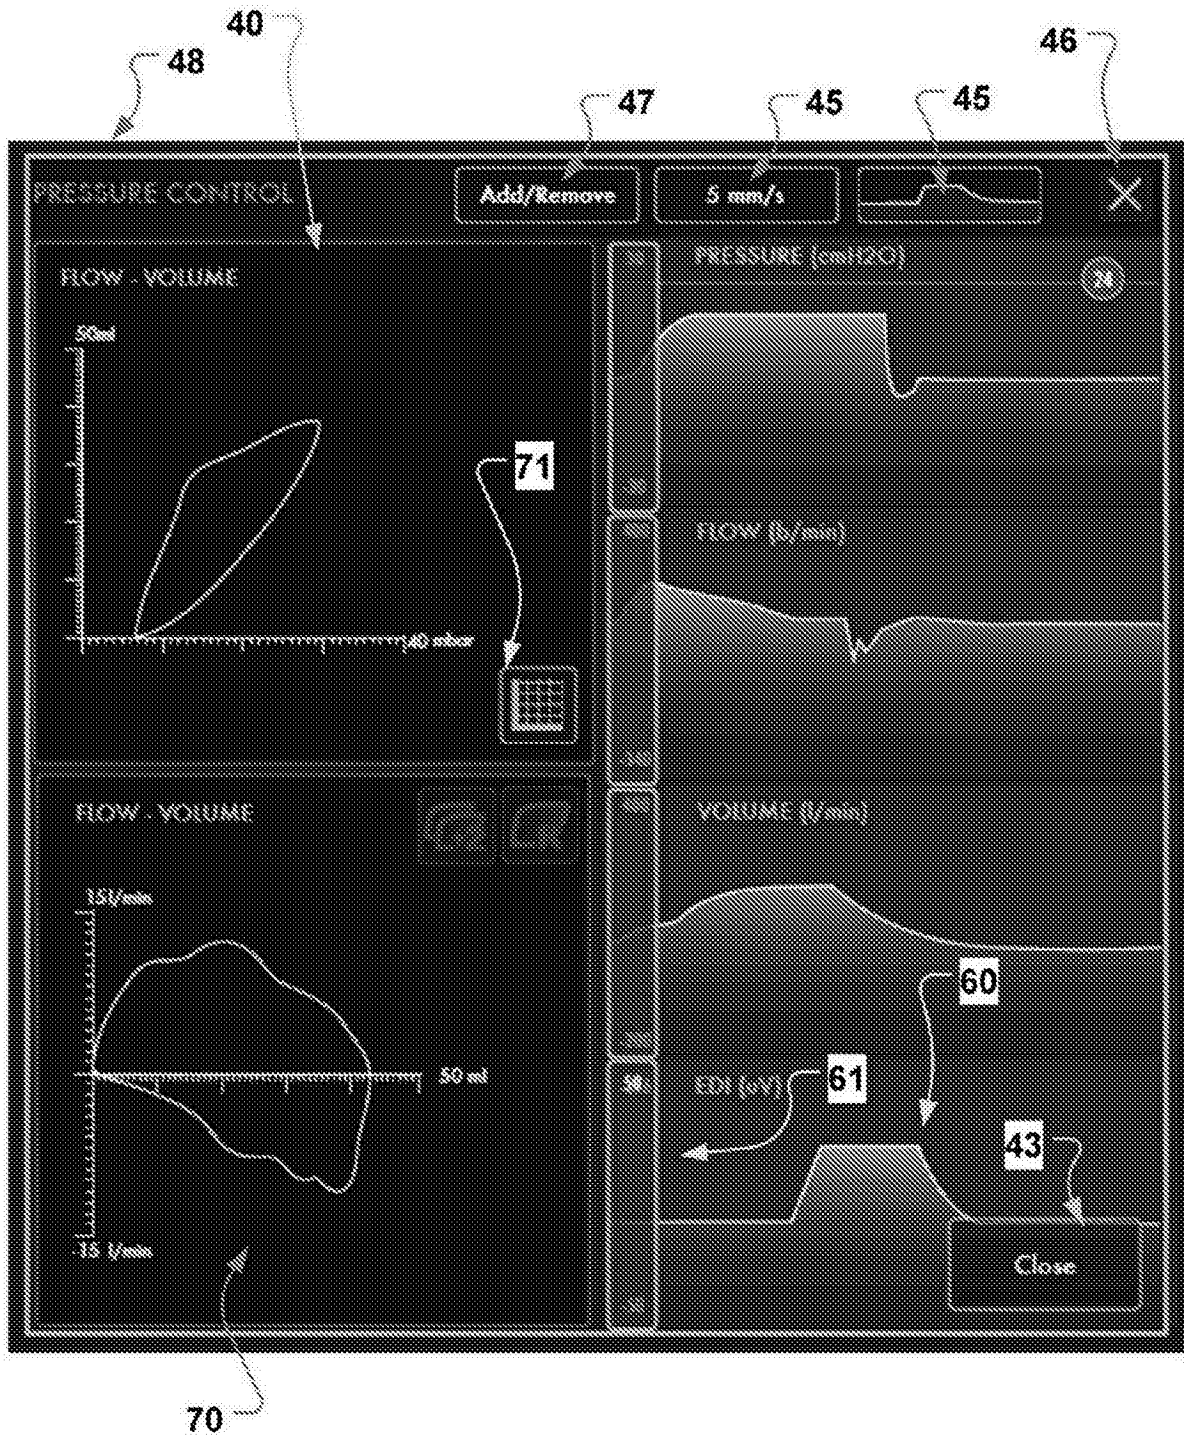 40
48
46
47
45
45
PRESSURE CONTROL
Add/Remove
5 mm/s
FLOW - VOLUME
PRESSURE [cmH2O]
24
50ml
71
FLOW [b/min]
40 mbar
FLOW - VOLUME
VOLUME [l/min]
15l/min
60
50 ml
61
EDI [uV]
43
-15 l/min
Close
70